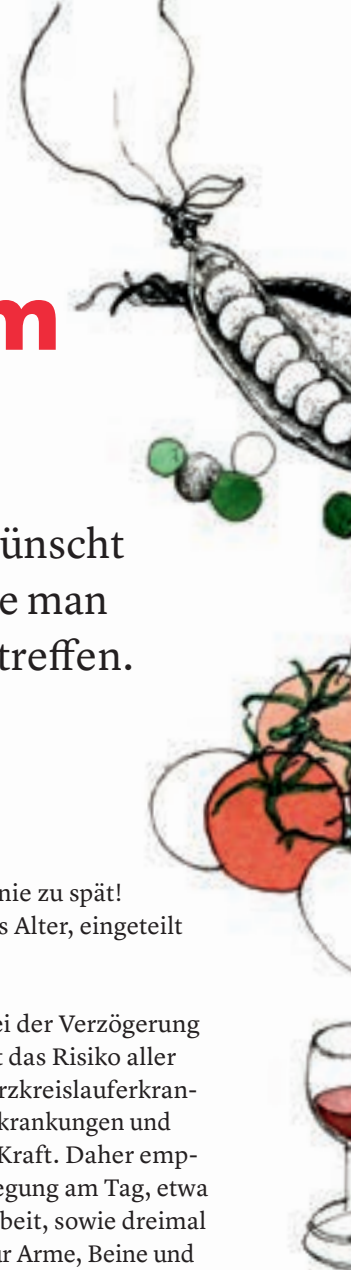 m
ünscht
e man
treffen.
nie zu spät!
s Alter, eingeteilt
ei der Verzögerung
t das Risiko aller
rzkreislauferkran-
krankungen und
Kraft. Daher emp-
egung am Tag, etwa
beit, sowie dreimal
ür Arme, Beine und